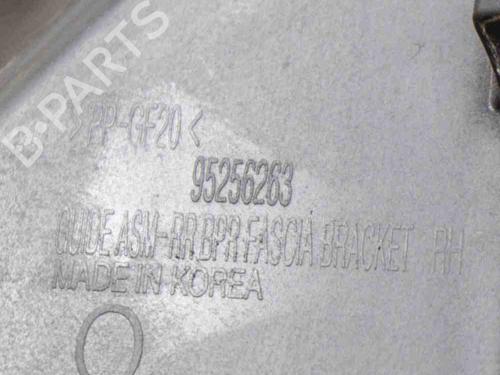 B-PARTS
>PP-GF20<
95256263
GUIDE ASM-RR BPR FASCIA BRACKET RH
MADE IN KOREA